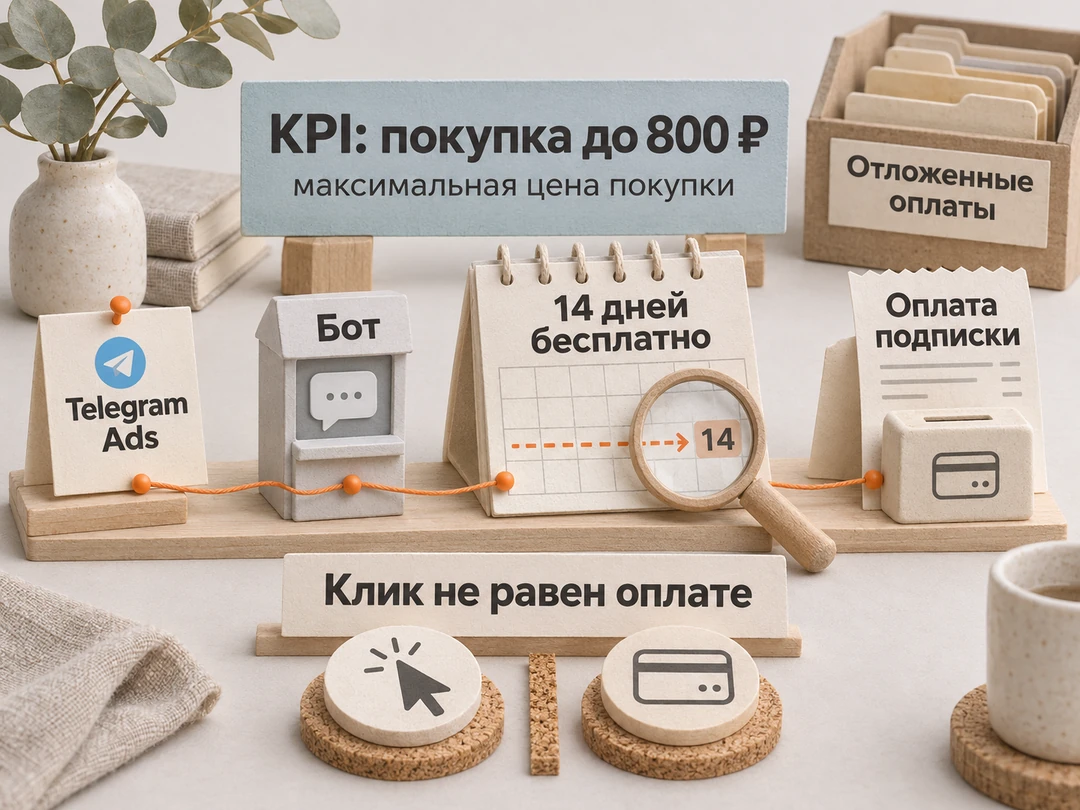 KPI: покупка до 800 ₽
максимальная цена покупки
Отложенные
оплаты
Telegram
Ads
Бот
14 дней
бесплатно
14
Оплата
подписки
Клик не равен оплате